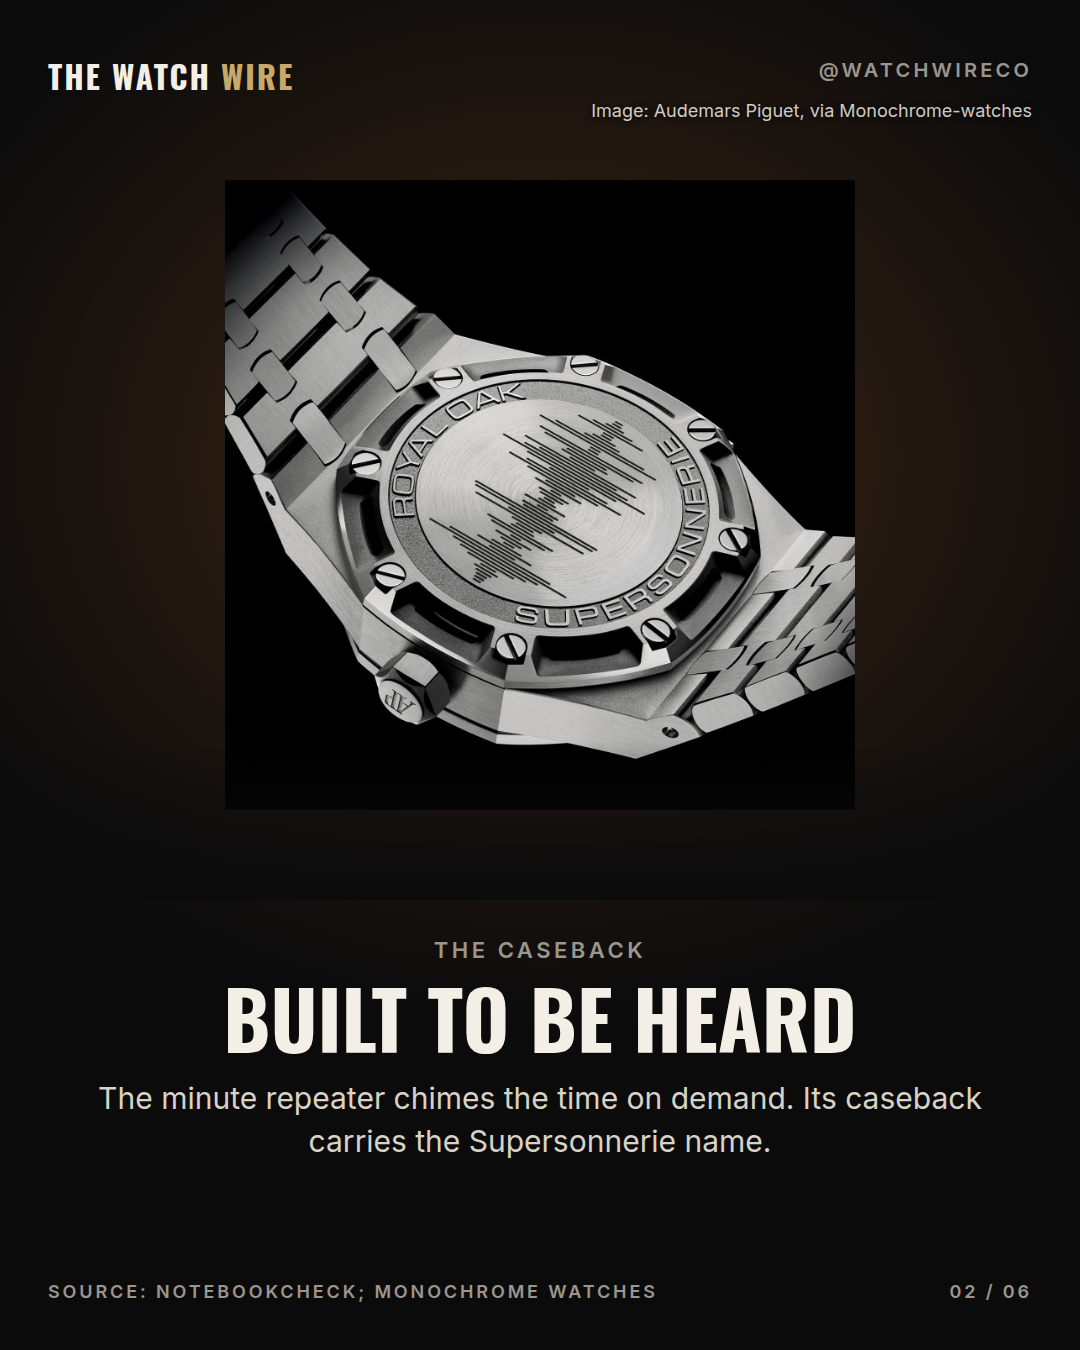 THE WATCH WIRE
@WATCHWIRECO
Image: Audemars Piguet, via Monochrome-watches
ROYAL OAK
SUPERSONNERIE
AP
THE CASEBACK
BUILT TO BE HEARD
The minute repeater chimes the time on demand. Its caseback
carries the Supersonnerie name.
SOURCE: NOTEBOOKCHECK; MONOCHROME WATCHES
02 / 06